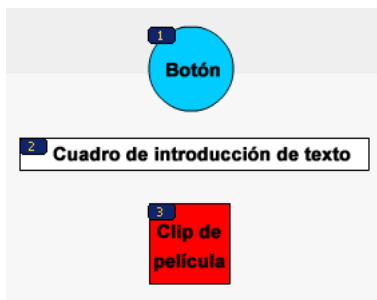 1
Botón
2
Cuadro de introducción de texto
3
Clip de
película